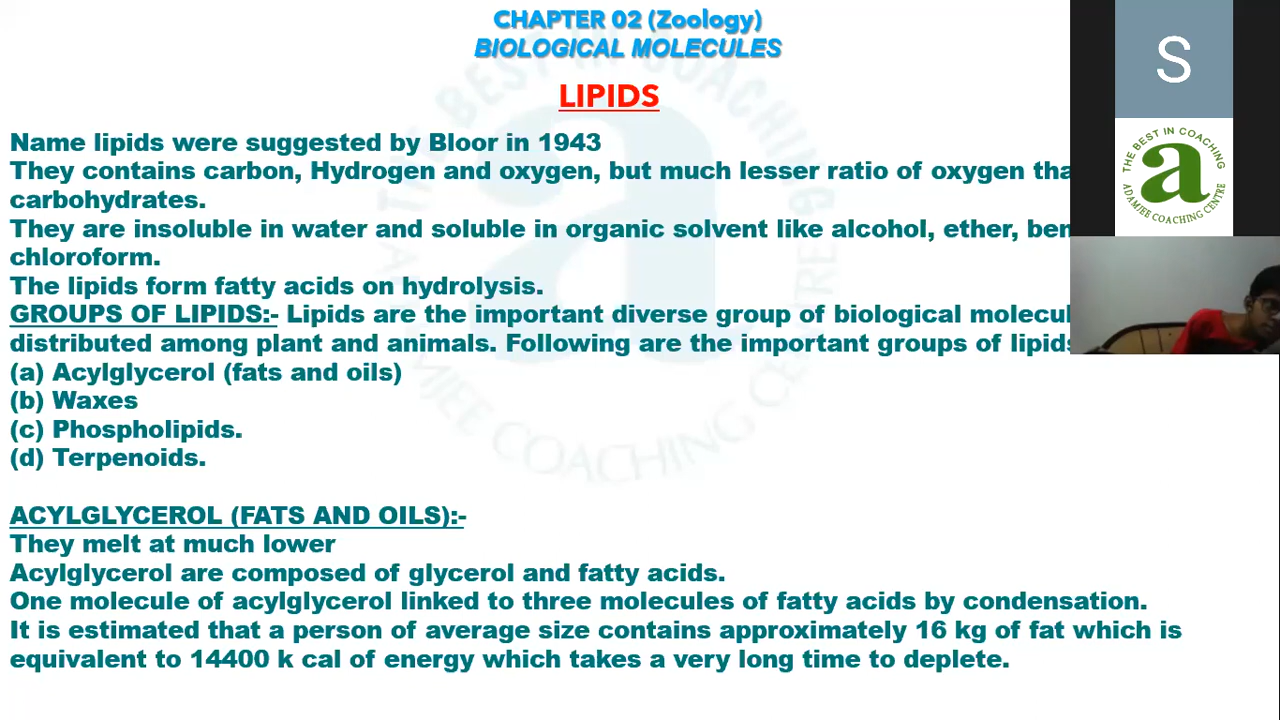 CHAPTER 02 (Zoology)
BIOLOGICAL MOLECULES
LIPIDS
Name lipids were suggested by Bloor in 1943
They contains carbon, Hydrogen and oxygen, but much lesser ratio of oxygen
carbohydrates.
They are insoluble in water and soluble in organic solvent like alcohol, ether,
chloroform.
The lipids form fatty acids on hydrolysis.
GROUPS OF LIPIDS:- Lipids are the important diverse group of biological
distributed among plant and animals. Following are the important groups of lipids
(a) Acylglycerol (fats and oils)
(b) Waxes
(c) Phospholipids.
(d) Terpenoids.
ACYLGLYCEROL (FATS AND OILS):-
They melt at much lower
Acylglycerol are composed of glycerol and fatty acids.
One molecule of acylglycerol linked to three molecules of fatty acids by condensation.
It is estimated that a person of average size contains approximately 16 kg of fat which is
equivalent to 14400 k cal of energy which takes a very long time to deplete.
S
THE BEST IN COACHING
a
ADAMJEE COACHING CENTRE